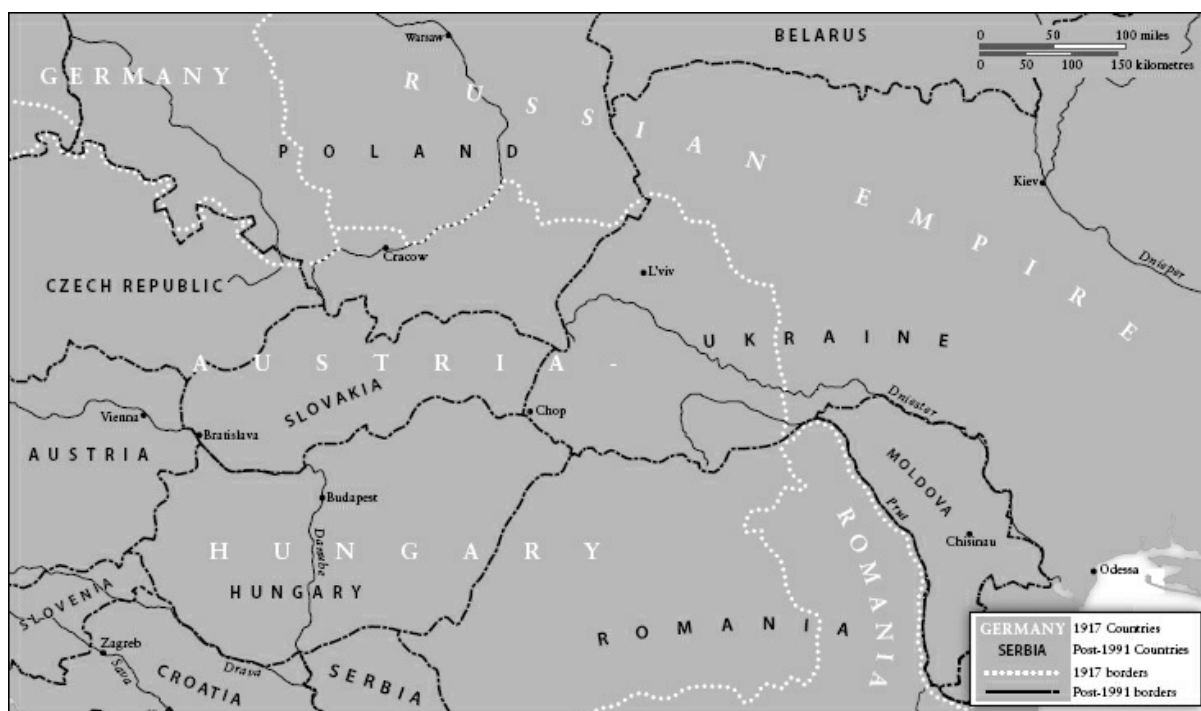 Warsaw
BELARUS
0 50 100 miles
0 50 100 150 kilometres
GERMANY
RUSSIAN EMPIRE
POLAND
Kiev
Cracow
Dnieper
L'viv
CZECH REPUBLIC
UKRAINE
AUSTRIA-
SLOVAKIA
Dniester
Vienna
Chop
Bratislava
AUSTRIA
MOLDOVA
Budapest
Prut
Danube
Chisinau
HUNGARY
ROMANIA
Odessa
SLOVENIA
HUNGARY
ROMANIA
Zagreb
Sava
Drava
CROATIA
SERBIA
GERMANY 1917 Countries
SERBIA Post-1991 Countries
1917 borders
Post-1991 borders